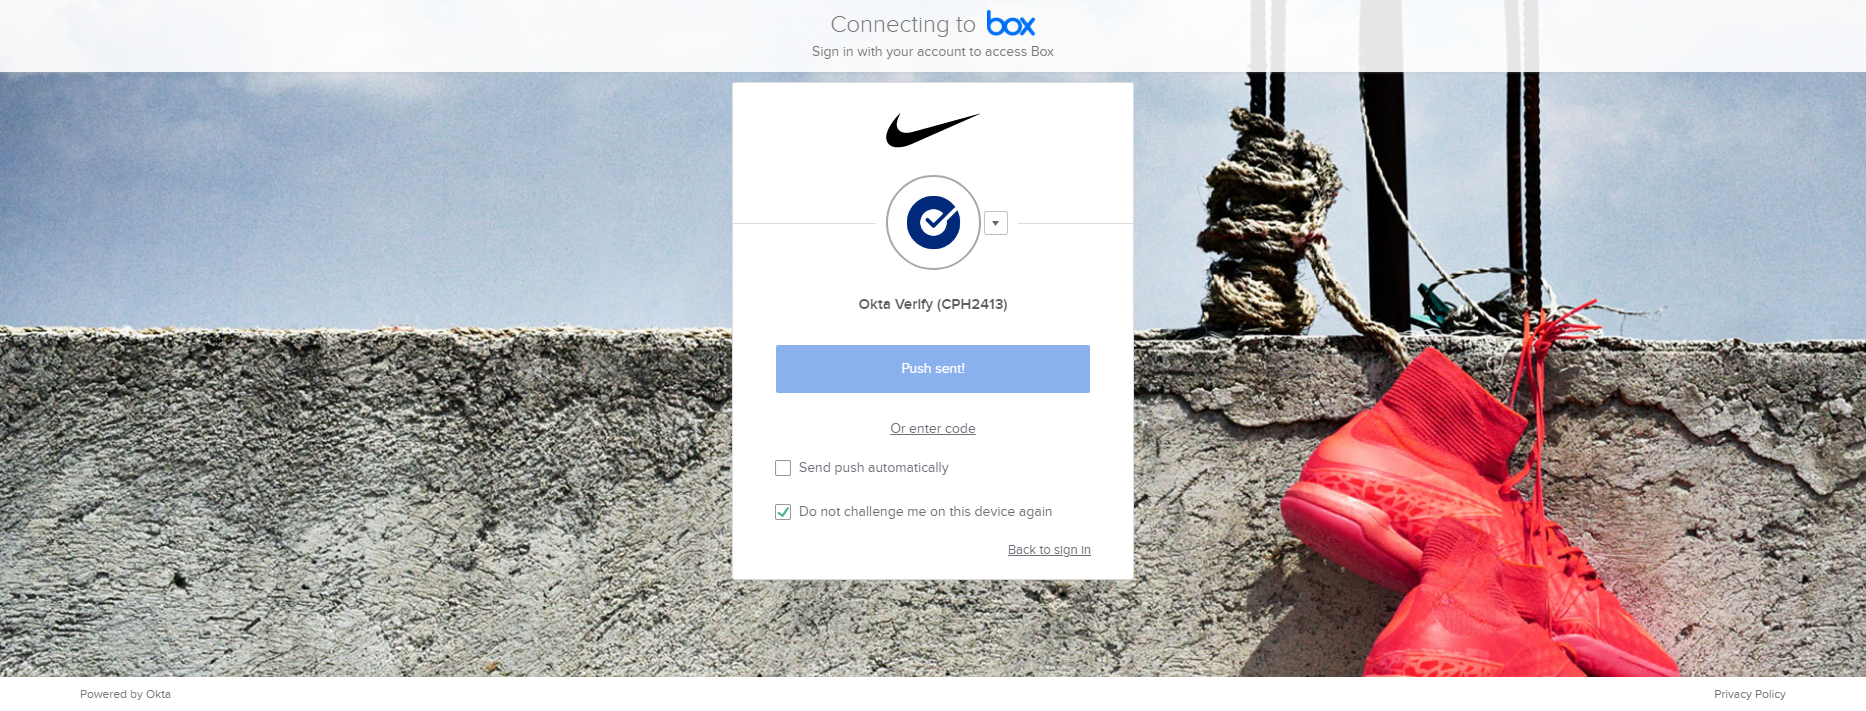 Connecting to box
Sign in with your account to access Box
Okta Verify (CPH2413)
Push sent!
Or enter code
Send push automatically
Do not challenge me on this device again
Back to sign in
Powered by Okta
Privacy Policy